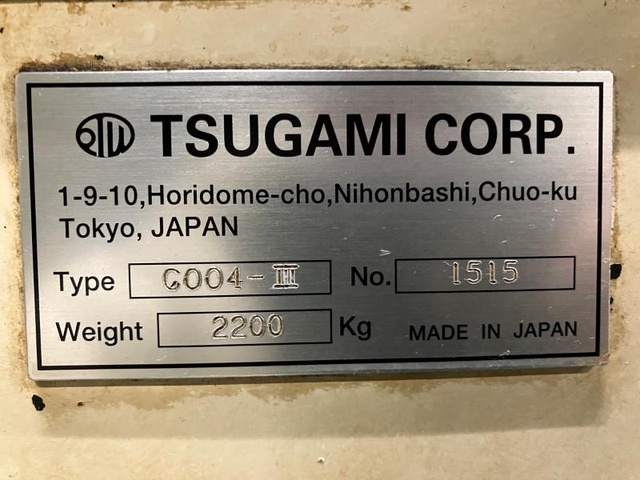 PTW TSUGAMI CORP.
1-9-10,Horidome-cho,Nihonbashi,Chuo-ku
Tokyo, JAPAN
Type C004-III No. 1515
Weight 2200 Kg MADE IN JAPAN